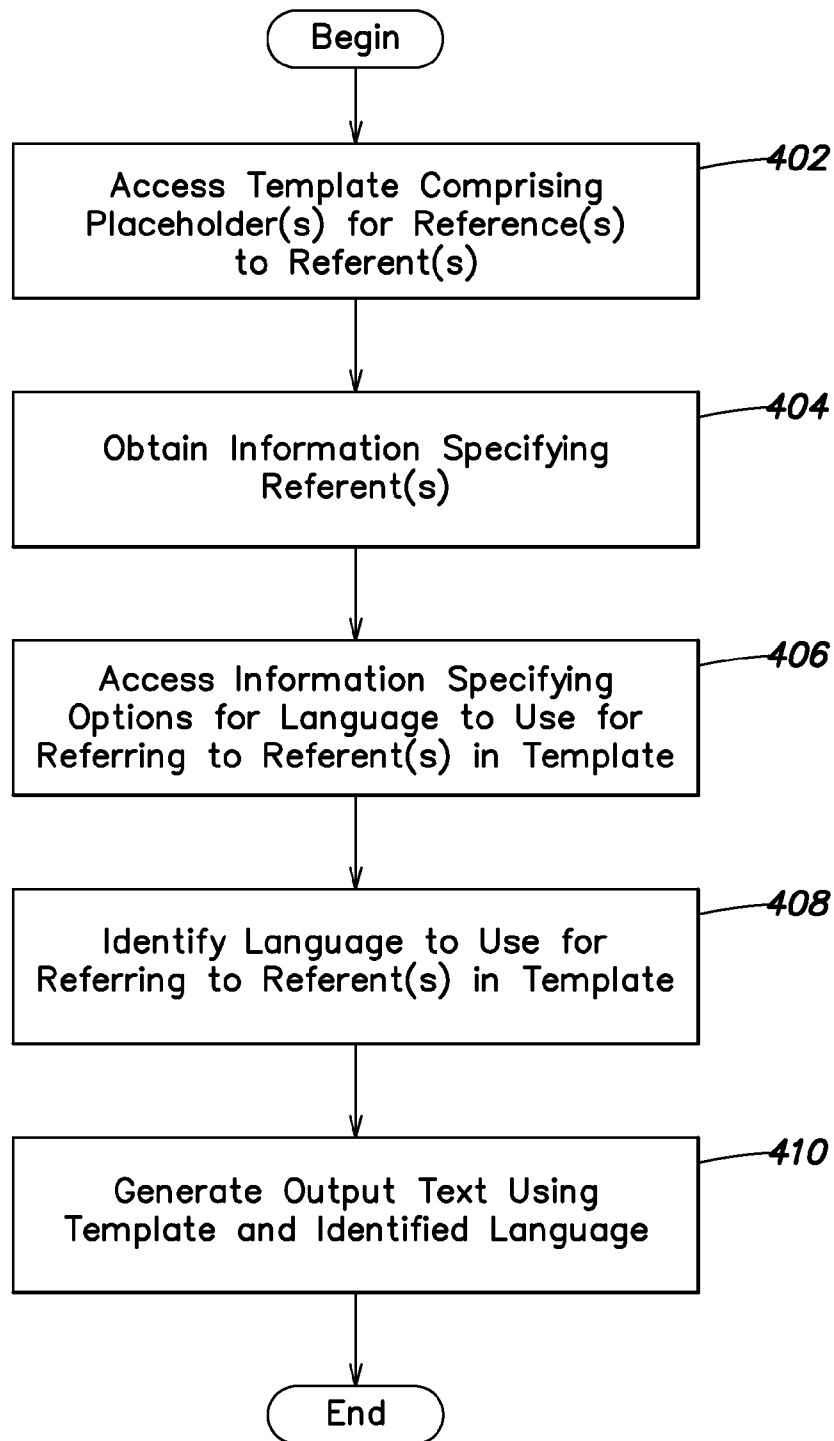 Begin
402
Access Template Comprising
Placeholder(s) for Reference(s)
to Referent(s)
404
Obtain Information Specifying
Referent(s)
406
Access Information Specifying
Options for Language to Use for
Referring to Referent(s) in Template
408
Identify Language to Use for
Referring to Referent(s) in Template
410
Generate Output Text Using
Template and Identified Language
End